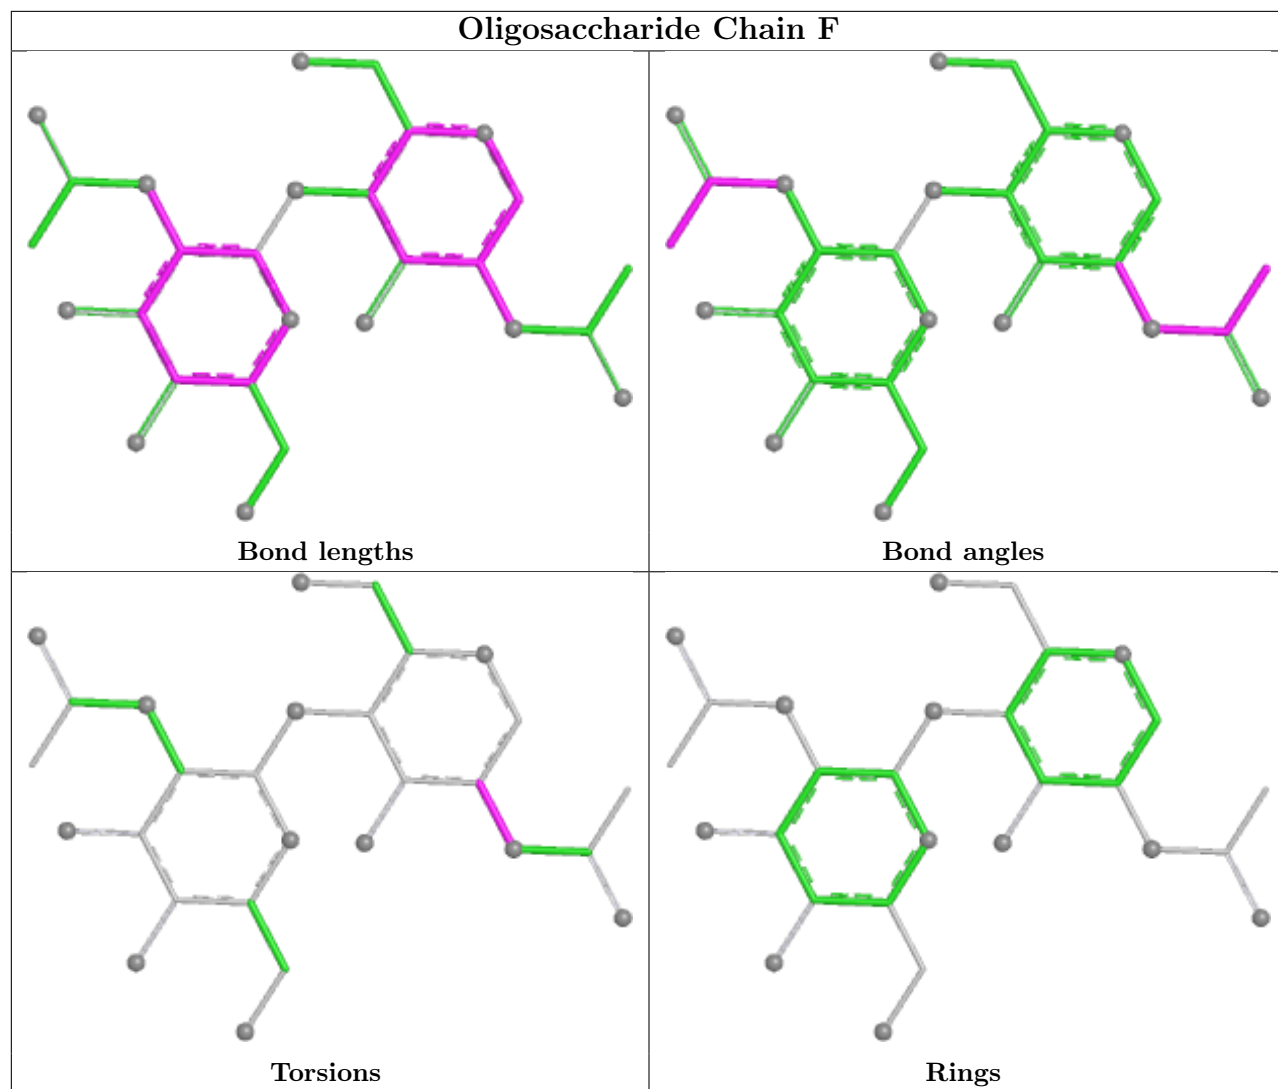 Oligosaccharide Chain F
Bond lengths
Bond angles
Torsions
Rings